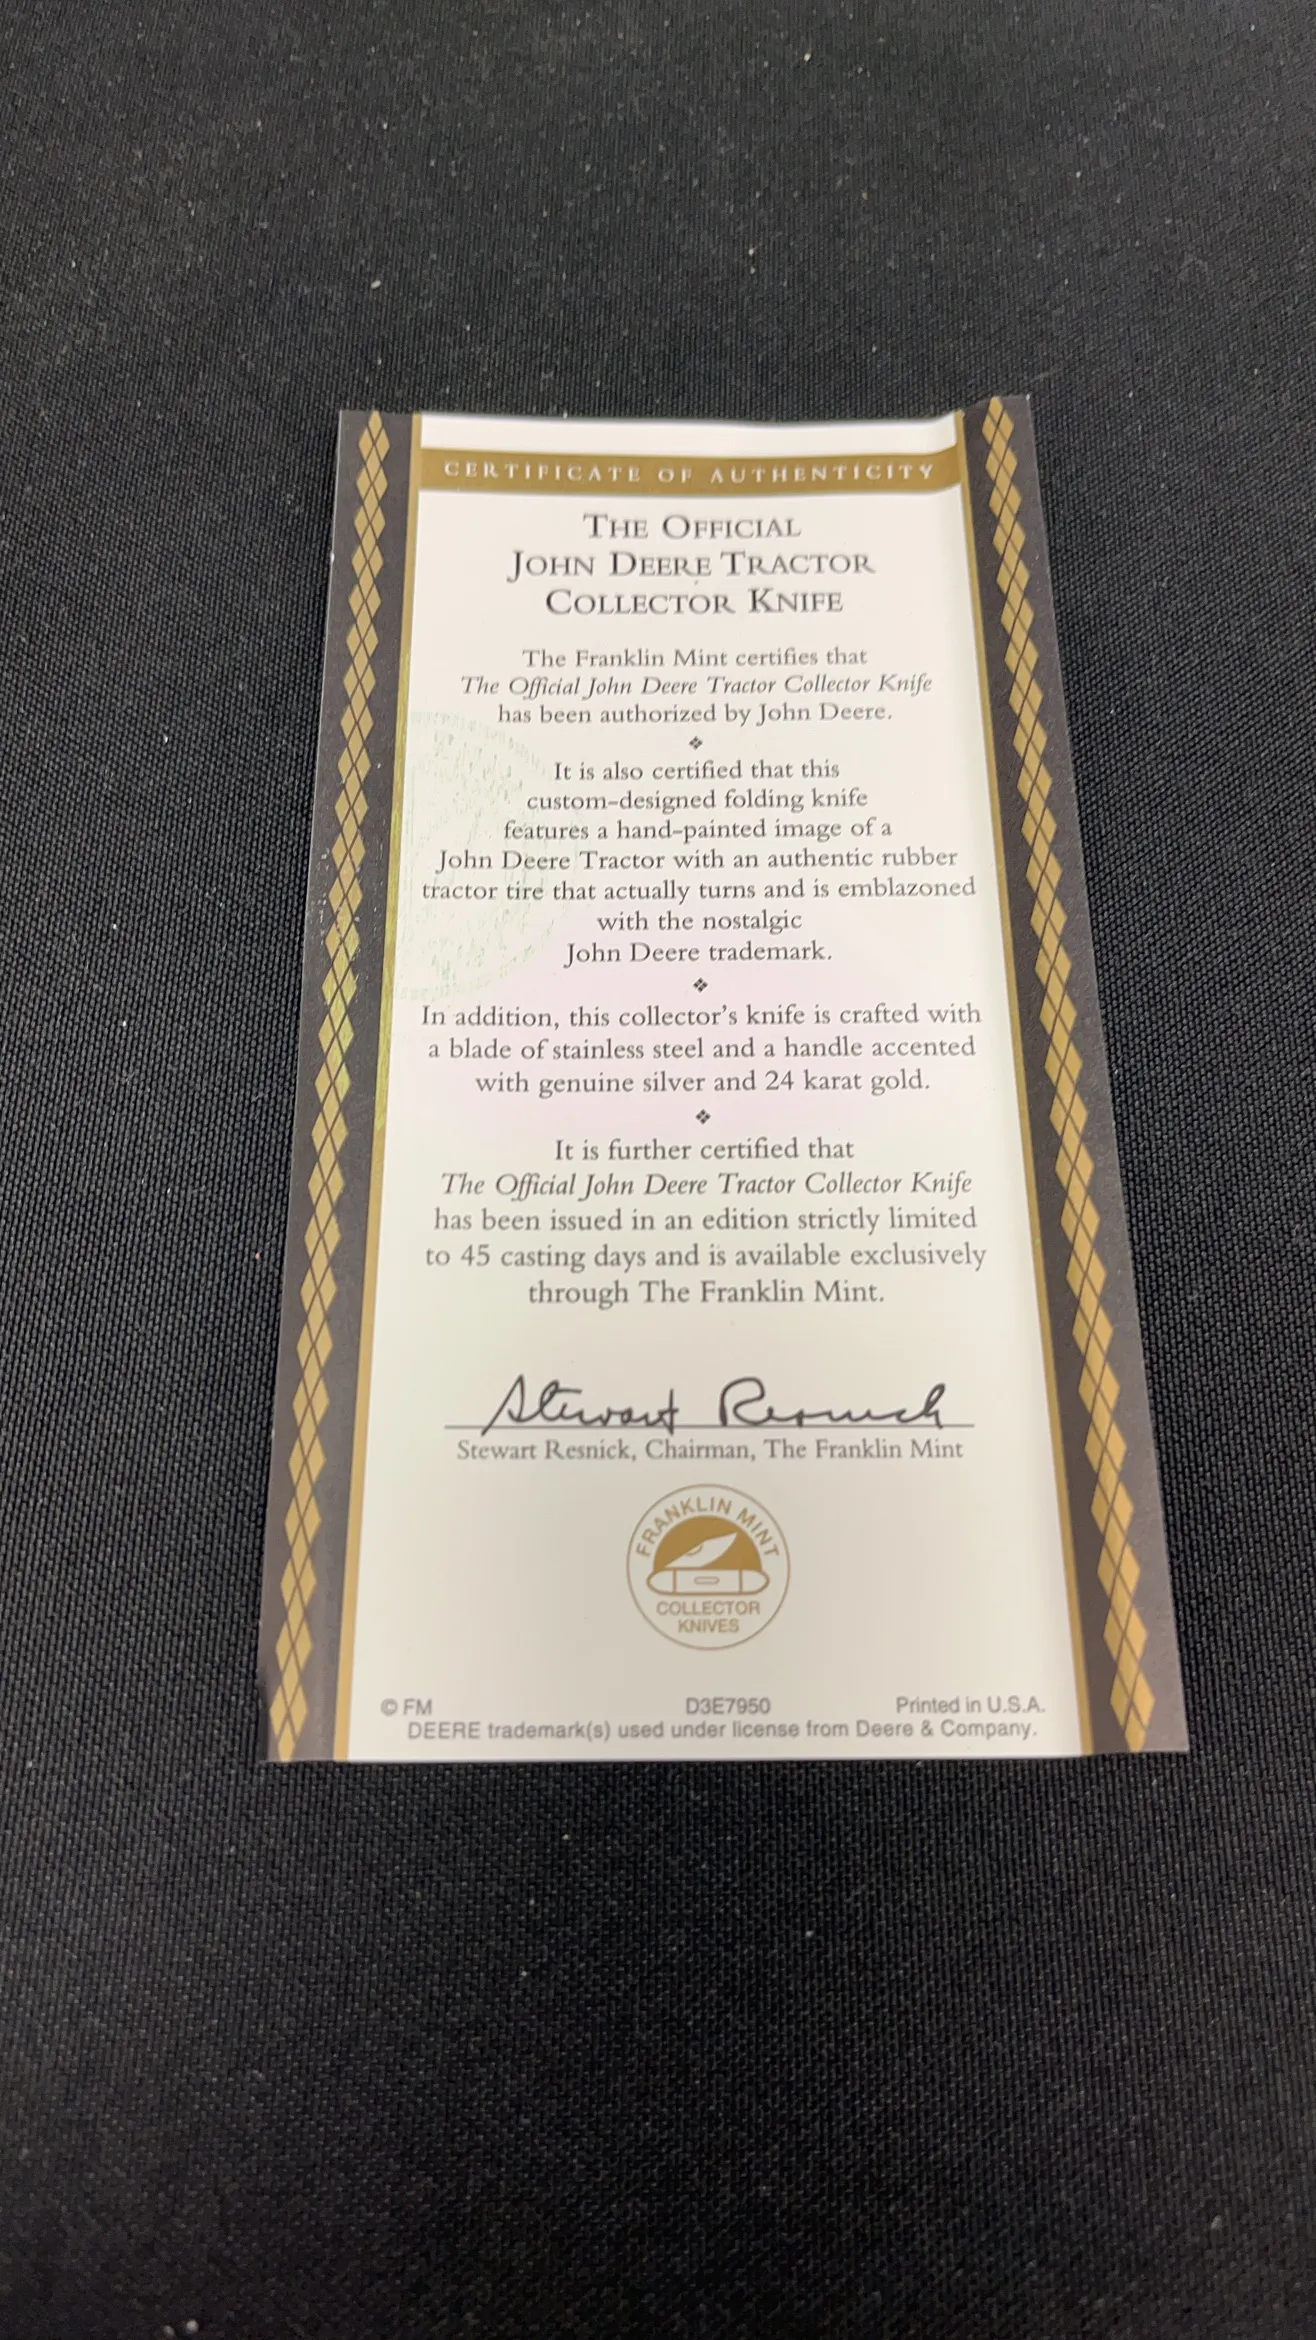 CERTIFICATE OF AUTHENTICITY
THE OFFICIAL
JOHN DEERE TRACTOR
COLLECTOR KNIFE
The Franklin Mint certifies that
The Official John Deere Tractor Collector Knife
has been authorized by John Deere.
❖
It is also certified that this
custom-designed folding knife
features a hand-painted image of a
John Deere Tractor with an authentic rubber
tractor tire that actually turns and is emblazoned
with the nostalgic
John Deere trademark.
❖
In addition, this collector's knife is crafted with
a blade of stainless steel and a handle accented
with genuine silver and 24 karat gold.
❖
It is further certified that
The Official John Deere Tractor Collector Knife
has been issued in an edition strictly limited
to 45 casting days and is available exclusively
through The Franklin Mint.
Stewart Resnick
Stewart Resnick, Chairman, The Franklin Mint
FRANKLIN MINT
COLLECTOR
KNIVES
© FM D3E7950 Printed in U.S.A.
DEERE trademark(s) used under license from Deere & Company.